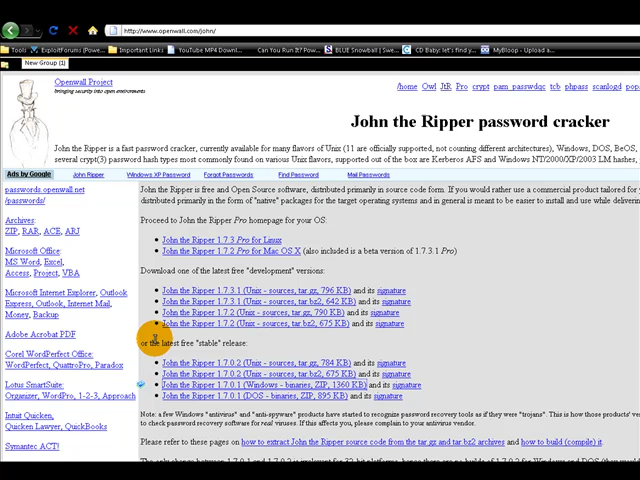 http://www.openwall.com/john/
Tools ExploitForums (Powe... Important Links YouTube MP4 Downl... Can You Run It? Pow... BLUE Snowball | Sw... CD Baby: let's find y... MyBloop - Upload a...
New Group (1)
Openwall Project
bringing security into open environments
/home Owl JtR Pro crypt pam_passwdqc tcb phpass scanlogd pop
John the Ripper password cracker
John the Ripper is a fast password cracker, currently available for many flavors of Unix (11 are officially supported, not counting different architectures), Windows, DOS, BeOS,
several crypt(3) password hash types most commonly found on various Unix flavors, supported out of the box are Kerberos AFS and Windows NT/2000/XP/2003 LM hashes,
Ads by Google John Ripper Windows XP Password Forgot Passwords Find Password Mail Passwords
passwords.openwall.net
/passwords/
Archives:
ZIP, RAR, ACE, ARJ
Microsoft Office:
MS Word, Excel,
Access, Project, VBA
Microsoft Internet Explorer, Outlook
Express, Outlook, Internet Mail,
Money, Backup
Adobe Acrobat PDF
Corel WordPerfect Office:
WordPerfect, QuattroPro, Paradox
Lotus SmartSuite:
Organizer, WordPro, 1-2-3, Approach
Intuit Quicken,
Quicken Lawyer, QuickBooks
Symantec ACT!
John the Ripper is free and Open Source software, distributed primarily in source code form. If you would rather use a commercial product tailored for
distributed primarily in the form of "native" packages for the target operating systems and in general is meant to be easier to install and use while deliverin
Proceed to John the Ripper Pro homepage for your OS:
John the Ripper 1.7.3 Pro for Linux
John the Ripper 1.7.2 Pro for Mac OS X (also included is a beta version of 1.7.3.1 Pro)
Download one of the latest free "development" versions:
John the Ripper 1.7.3.1 (Unix - sources, tar.gz, 796 KB) and its signature
John the Ripper 1.7.3.1 (Unix - sources, tar.bz2, 642 KB) and its signature
John the Ripper 1.7.2 (Unix - sources, tar.gz, 790 KB) and its signature
John the Ripper 1.7.2 (Unix - sources, tar.bz2, 675 KB) and its signature
or the latest free "stable" release:
John the Ripper 1.7.0.2 (Unix - sources, tar.gz, 784 KB) and its signature
John the Ripper 1.7.0.2 (Unix - sources, tar.bz2, 675 KB) and its signature
John the Ripper 1.7.0.1 (Windows - binaries, ZIP, 1360 KB) and its signature
John the Ripper 1.7.0.1 (DOS - binaries, ZIP, 895 KB) and its signature
Note: a few Windows "antivirus" and "anti-spyware" products have started to recognize password recovery tools as if they were "trojans". This is how those products' ve
to check password recovery software for real viruses. If this affects you, please complain to your antivirus vendor.
Please refer to these pages on how to extract John the Ripper source code from the tar.gz and tar.bz2 archives and how to build (compile) it.